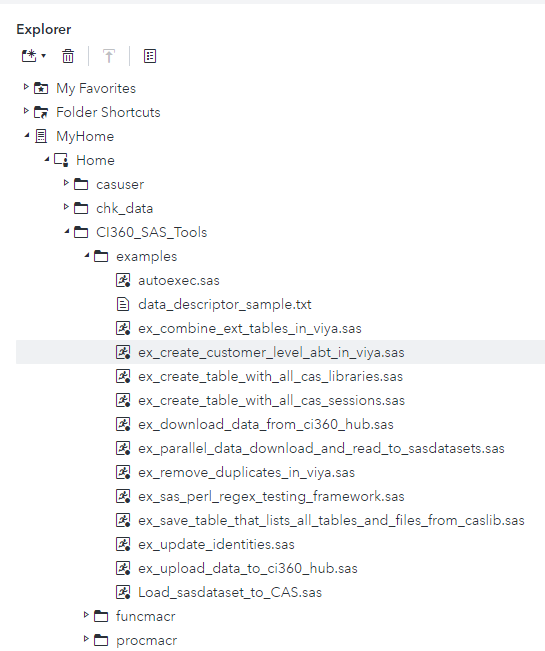 Explorer
My Favorites
Folder Shortcuts
MyHome
Home
casuser
chk_data
CI360_SAS_Tools
examples
autoexec.sas
data_descriptor_sample.txt
ex_combine_ext_tables_in_viya.sas
ex_create_customer_level_abt_in_viya.sas
ex_create_table_with_all_cas_libraries.sas
ex_create_table_with_all_cas_sessions.sas
ex_download_data_from_ci360_hub.sas
ex_parallel_data_download_and_read_to_sasdatasets.sas
ex_remove_duplicates_in_viya.sas
ex_sas_perl_regex_testing_framework.sas
ex_save_table_that_lists_all_tables_and_files_from_caslib.sas
ex_update_identities.sas
ex_upload_data_to_ci360_hub.sas
Load_sasdataset_to_CAS.sas
funcmacr
procmacr